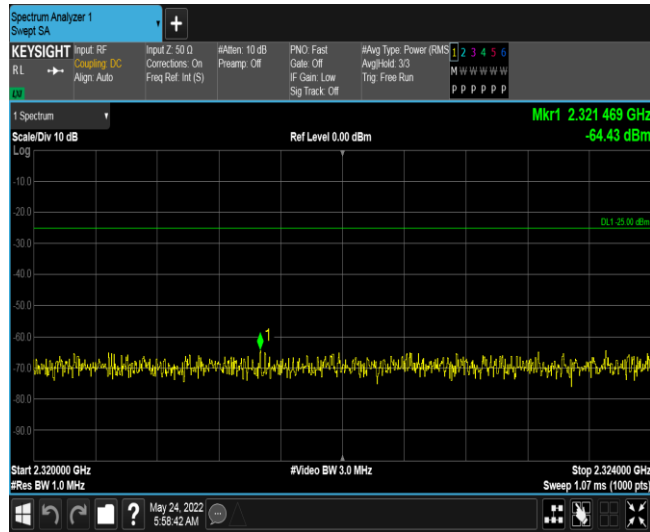 Spectrum Analyzer 1
Swept SA
KEYSIGHT
RL
LXI
Input: RF
Coupling: DC
Align: Auto
Input Z: 50 Ω
Corrections: On
Freq Ref: Int (S)
#Atten: 10 dB
Preamp: Off
PNO: Fast
Gate: Off
IF Gain: Low
Sig Track: Off
#Avg Type: Power (RMS
Avg|Hold: 3/3
Trig: Free Run
1 2 3 4 5 6
M W W W W W
P P P P P P
1 Spectrum
Scale/Div 10 dB
Ref Level 0.00 dBm
Mkr1 2.321 469 GHz
-64.43 dBm
Log
-10.0
-20.0
DL1 -25.00 dBm
-30.0
-40.0
-50.0
-60.0
1
-70.0
-80.0
-90.0
Start 2.320000 GHz
#Video BW 3.0 MHz
Stop 2.324000 GHz
#Res BW 1.0 MHz
Sweep 1.07 ms (1000 pts)
?
May 24, 2022
5:58:42 AM